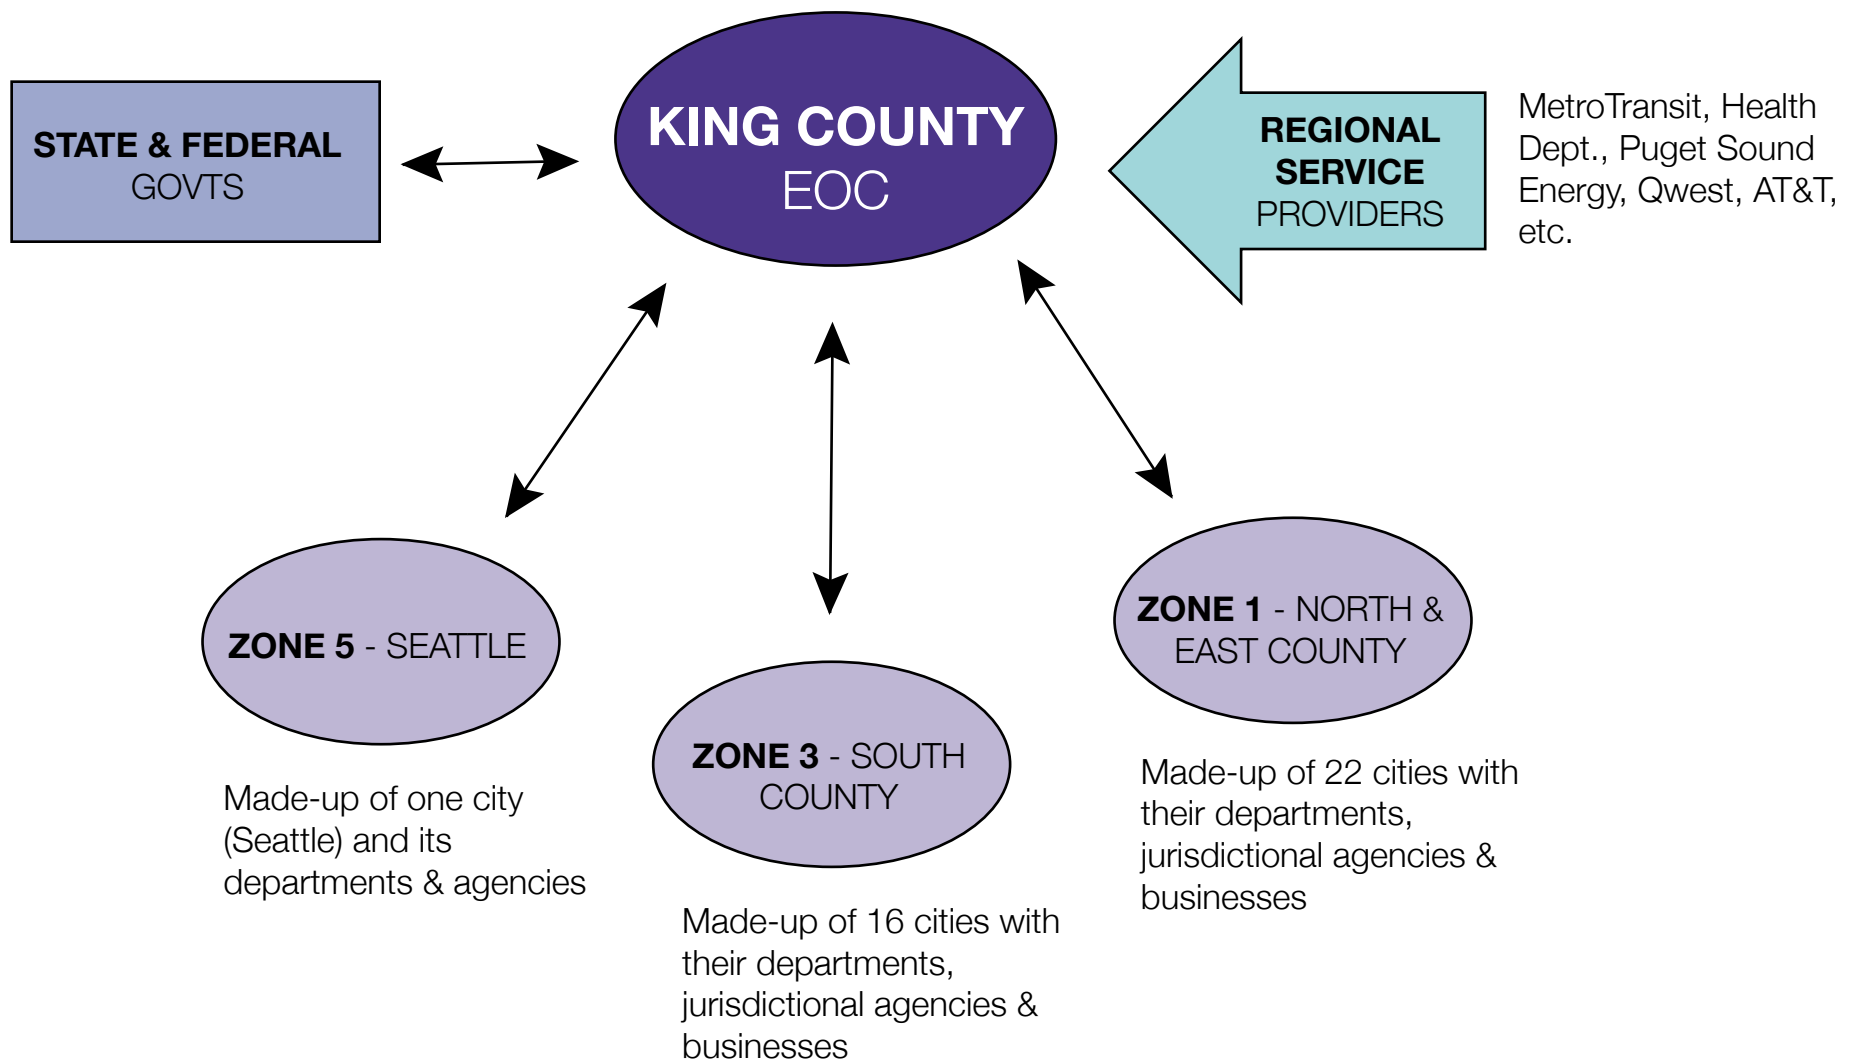 STATE & FEDERAL
GOVTS
KING COUNTY
EOC
REGIONAL
SERVICE
PROVIDERS
MetroTransit, Health
Dept., Puget Sound
Energy, Qwest, AT&T,
etc.
ZONE 5 - SEATTLE
Made-up of one city
(Seattle) and its
departments & agencies
ZONE 3 - SOUTH
COUNTY
Made-up of 16 cities with
their departments,
jurisdictional agencies &
businesses
ZONE 1 - NORTH &
EAST COUNTY
Made-up of 22 cities with
their departments,
jurisdictional agencies &
businesses